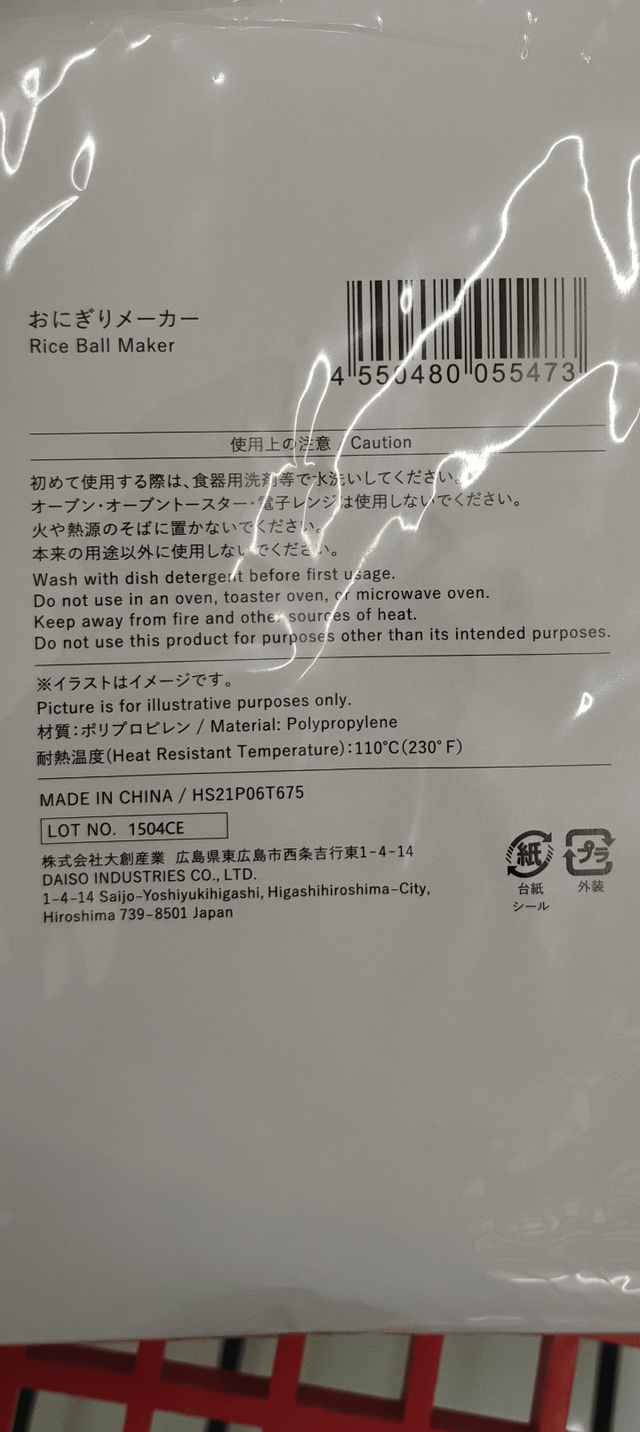 おにぎりメーカー
Rice Ball Maker
4 550480 055473
使用上の注意 / Caution
初めて使用する際は、食器用洗剤等で水洗いしてください。
オーブン・オーブントースター・電子レンジは使用しないでください。
火や熱源のそばに置かないでください。
本来の用途以外に使用しないでください。
Wash with dish detergent before first usage.
Do not use in an oven, toaster oven, or microwave oven.
Keep away from fire and other sources of heat.
Do not use this product for purposes other than its intended purposes.
※イラストはイメージです。
Picture is for illustrative purposes only.
材質:ポリプロピレン / Material: Polypropylene
耐熱温度(Heat Resistant Temperature):110℃(230°F)
MADE IN CHINA / HS21P06T675
LOT NO. 1504CE
株式会社大創産業 広島県東広島市西条吉行東1-4-14
DAISO INDUSTRIES CO., LTD.
1-4-14 Saijo-Yoshiyukihigashi, Higashihiroshima-City,
Hiroshima 739-8501 Japan
紙
台紙
シール
プラ
外装